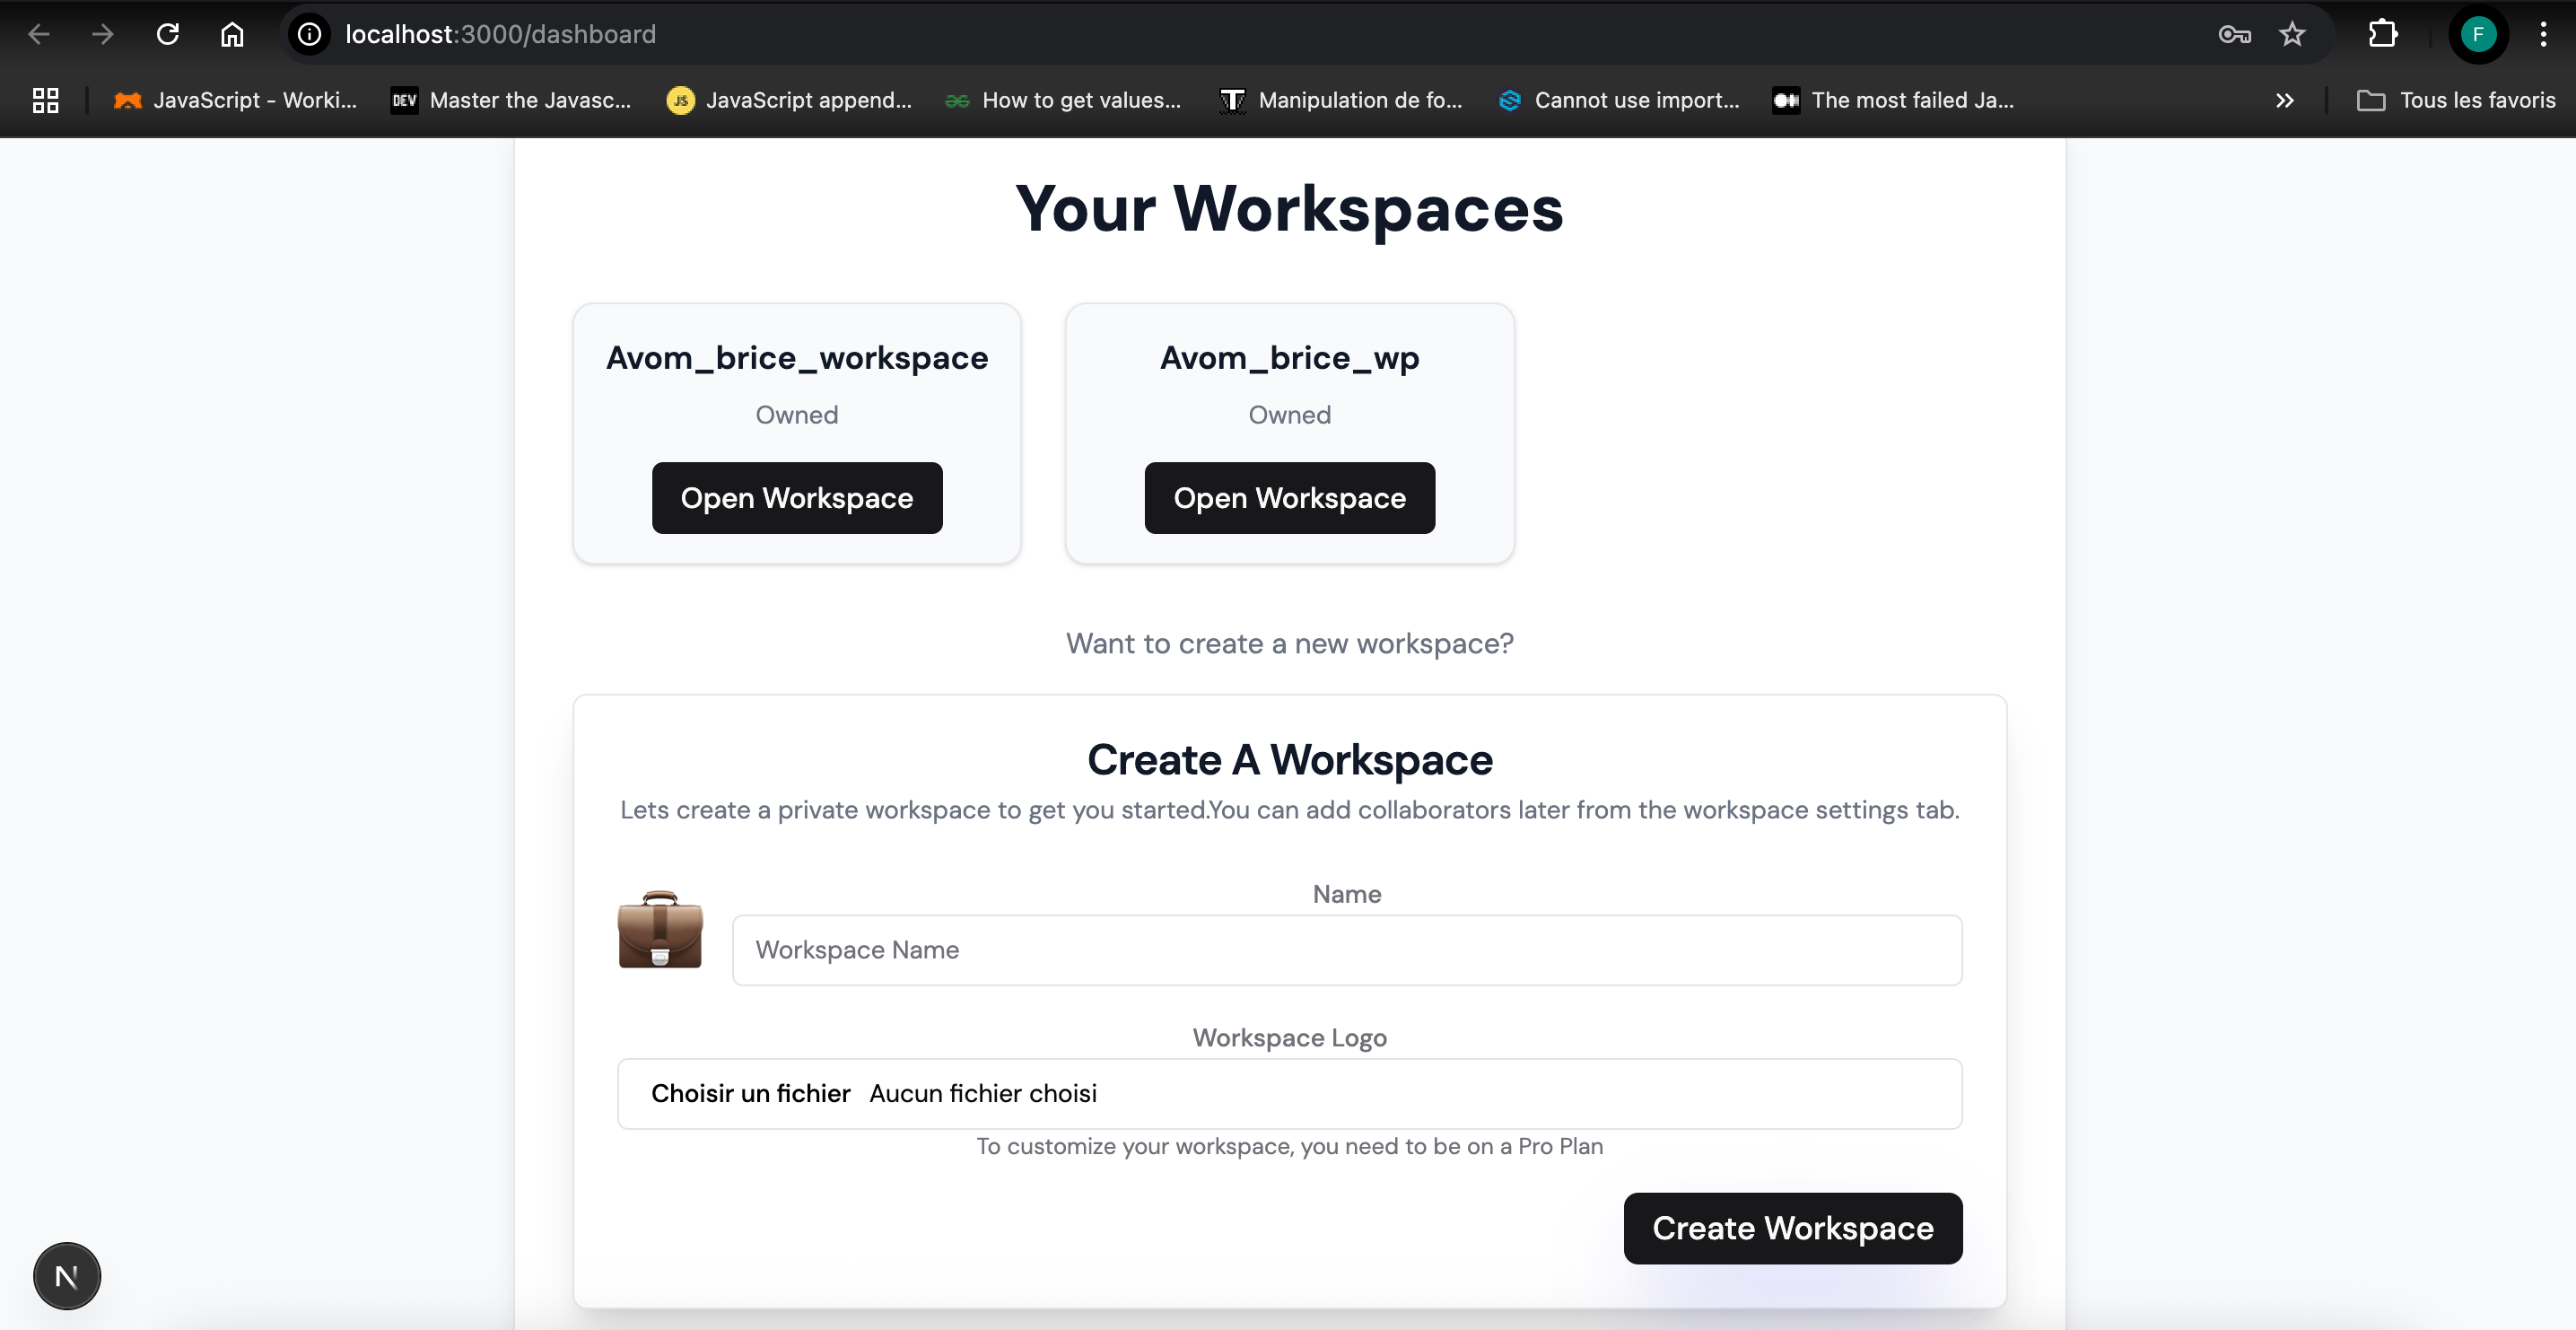 localhost:3000/dashboard
F
JavaScript - Worki...
DEV Master the Javasc...
JS JavaScript append...
How to get values...
Manipulation de fo...
Cannot use import...
The most failed Ja...
Tous les favoris
Your Workspaces
Avom_brice_workspace
Owned
Open Workspace
Avom_brice_wp
Owned
Open Workspace
Want to create a new workspace?
Create A Workspace
Lets create a private workspace to get you started.You can add collaborators later from the workspace settings tab.
Name
Workspace Name
Workspace Logo
Choisir un fichier Aucun fichier choisi
To customize your workspace, you need to be on a Pro Plan
Create Workspace
N